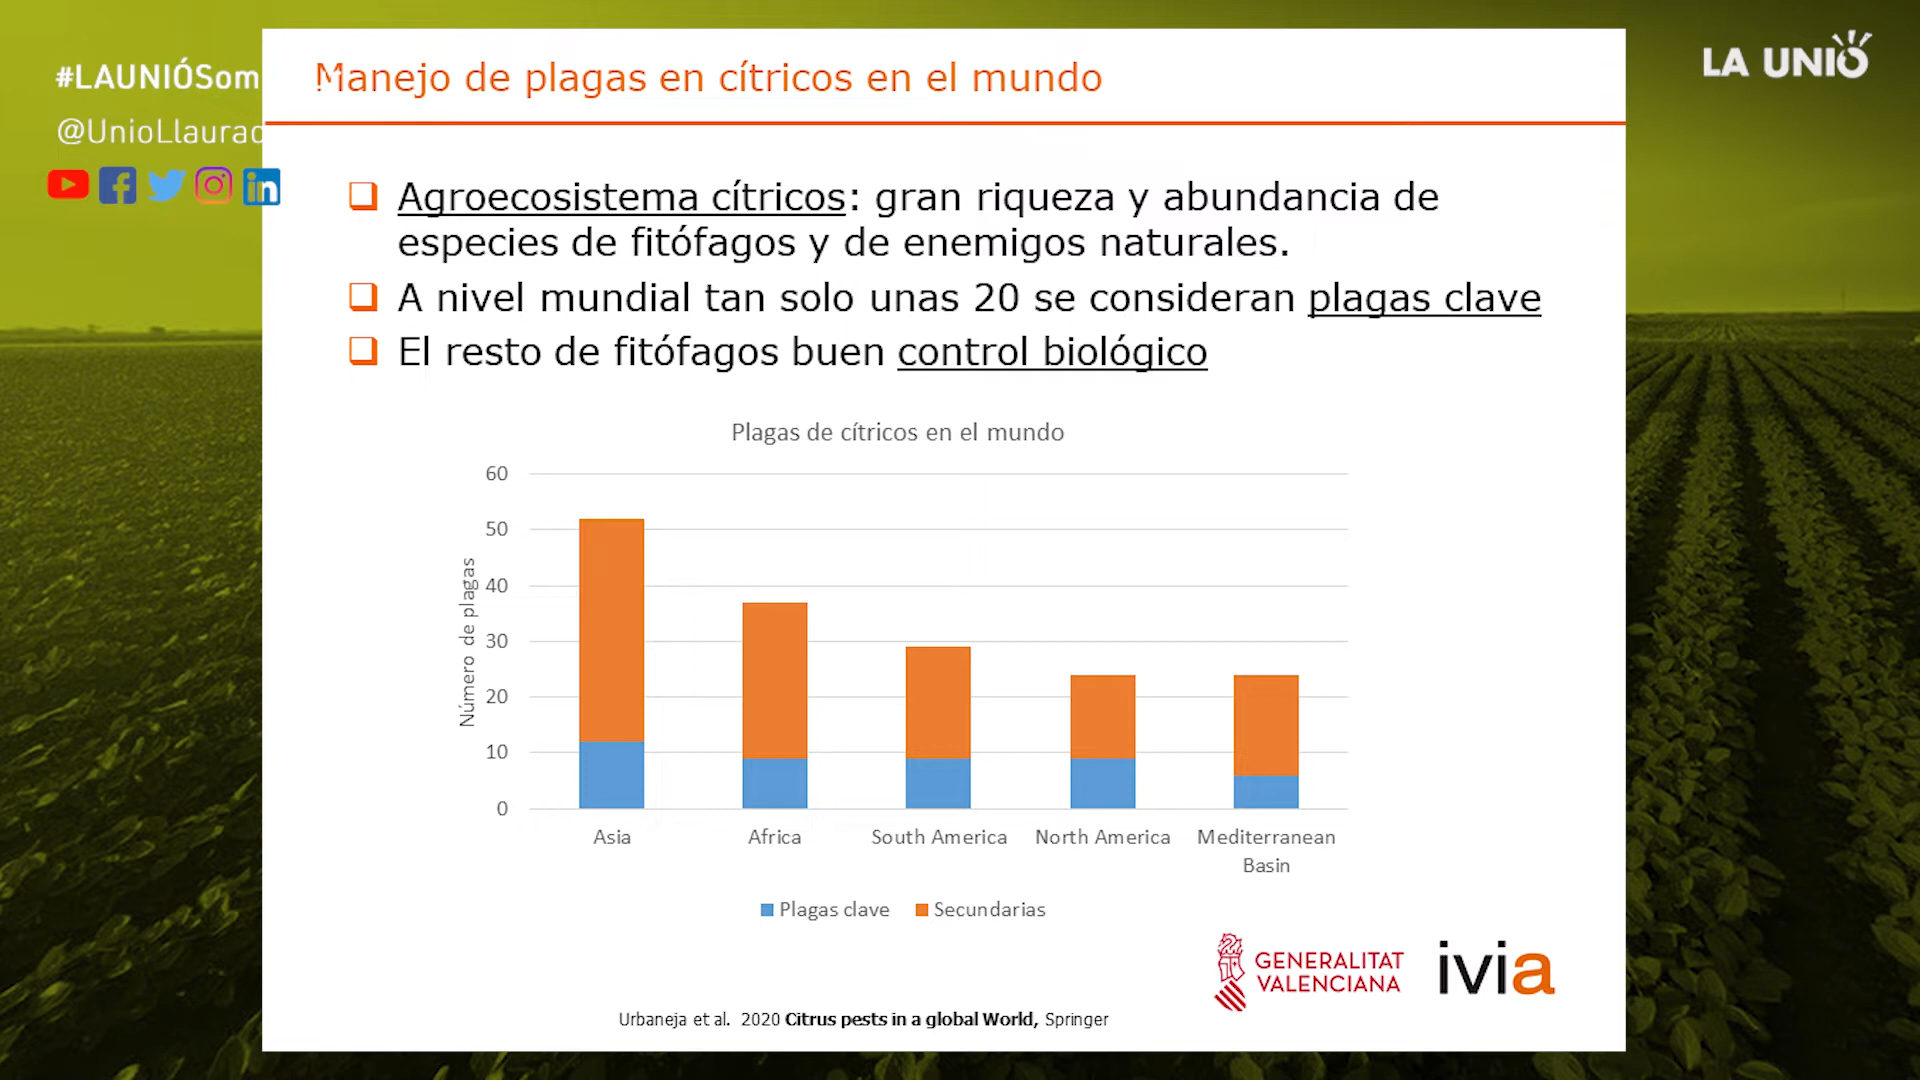 #LAUNIÓSom
@UnioLlaurad
LA UNIÓ
Manejo de plagas en cítricos en el mundo
Agroecosistema cítricos: gran riqueza y abundancia de
especies de fitófagos y de enemigos naturales.
A nivel mundial tan solo unas 20 se consideran plagas clave
El resto de fitófagos buen control biológico
Plagas de cítricos en el mundo
Número de plagas
60
50
40
30
20
10
0
Asia
Africa
South America
North America
Mediterranean
Basin
Plagas clave
Secundarias
GENERALITAT
VALENCIANA
ivia
Urbaneja et al. 2020 Citrus pests in a global World, Springer